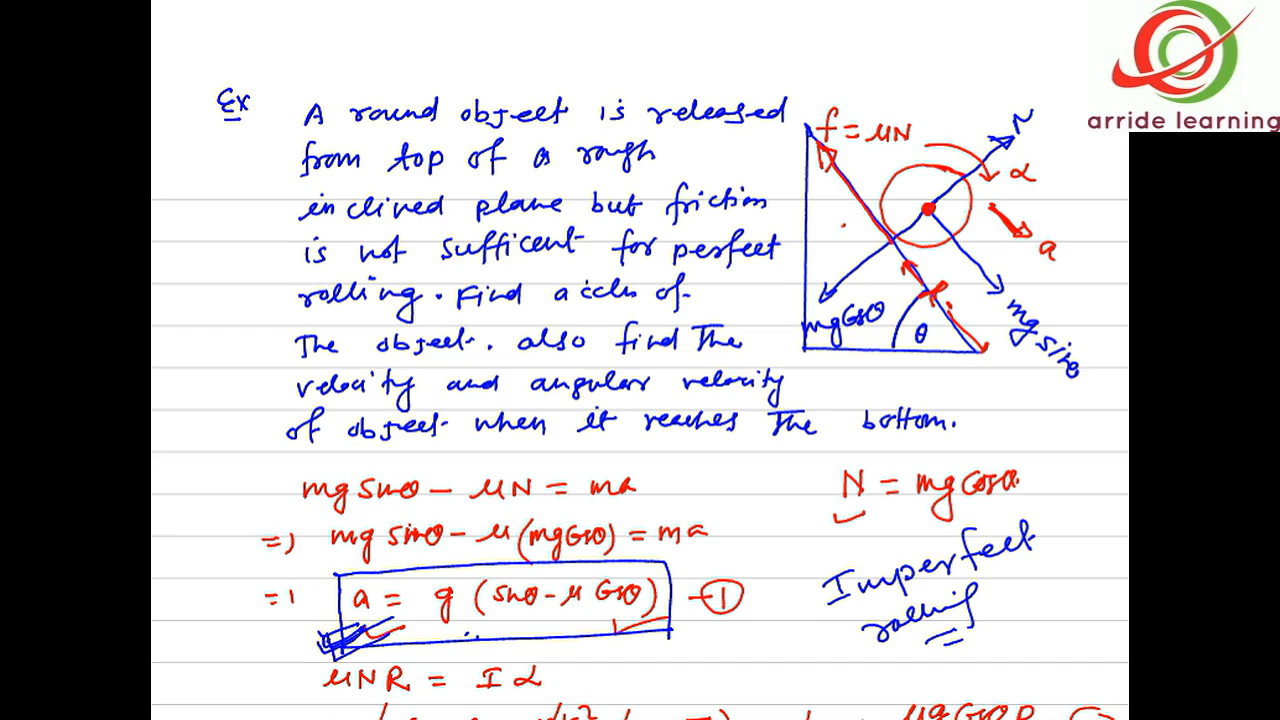 arride learning
Ex A round object is released
from top of a rough
inclined plane but friction
is not sufficent for perfect
rolling. Find accln of
The object. also find The
velocity and angular velocity
of object when it reaches The bottom.
f = μN
N
α
a
mg cosθ
θ
mg sinθ
mg sinθ - μN = ma
N = mg cosθ
=) mg sinθ - μ(mg cosθ) = ma
Imperfect
rolling
=) a = g (sinθ - μ cosθ) -①
μNR = Iα
μg cosθ R